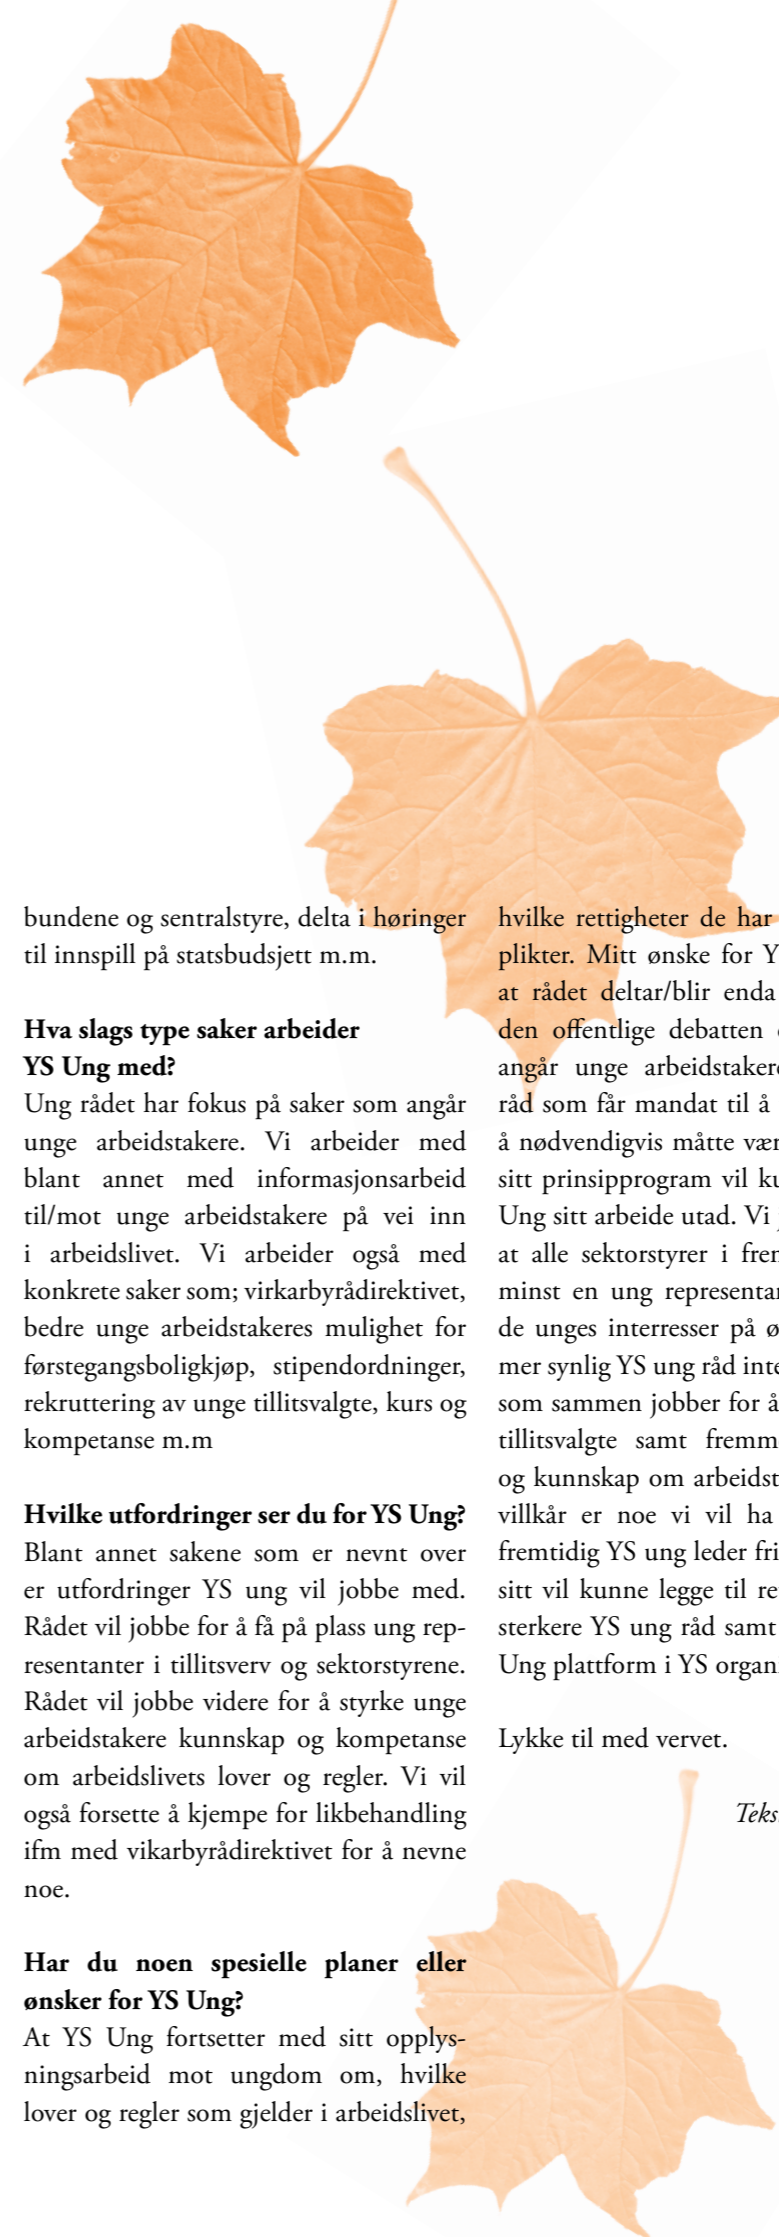 bundene og sentralstyre, delta i høringer
til innspill på statsbudsjett m.m.
Hva slags type saker arbeider
YS Ung med?
Ung rådet har fokus på saker som angår
unge arbeidstakere. Vi arbeider med
blant annet med informasjonsarbeid
til/mot unge arbeidstakere på vei inn
i arbeidslivet. Vi arbeider også med
konkrete saker som; virkarbyrådirektivet,
bedre unge arbeidstakeres mulighet for
førstegangsboligkjøp, stipendordninger,
rekruttering av unge tillitsvalgte, kurs og
kompetanse m.m
Hvilke utfordringer ser du for YS Ung?
Blant annet sakene som er nevnt over
er utfordringer YS ung vil jobbe med.
Rådet vil jobbe for å få på plass ung rep-
resentanter i tillitsverv og sektorstyrene.
Rådet vil jobbe videre for å styrke unge
arbeidstakere kunnskap og kompetanse
om arbeidslivets lover og regler. Vi vil
også forsette å kjempe for likbehandling
ifm med vikarbyrådirektivet for å nevne
noe.
Har du noen spesielle planer eller
ønsker for YS Ung?
At YS Ung fortsetter med sitt opplys-
ningsarbeid mot ungdom om, hvilke
lover og regler som gjelder i arbeidslivet,
hvilke rettigheter de har
plikter. Mitt ønske for Y
at rådet deltar/blir enda
den offentlige debatten
angår unge arbeidstaker
råd som får mandat til å
å nødvendigvis måtte vær
sitt prinsipprogram vil ku
Ung sitt arbeide utad. Vi
at alle sektorstyrer i frem
minst en ung representa
de unges interresser på ø
mer synlig YS ung råd inte
som sammen jobber for å
tillitsvalgte samt fremm
og kunnskap om arbeidst
villkår er noe vi vil ha
fremtidig YS ung leder fri
sitt vil kunne legge til re
sterkere YS ung råd samt
Ung plattform i YS organi
Lykke til med vervet.
Teks